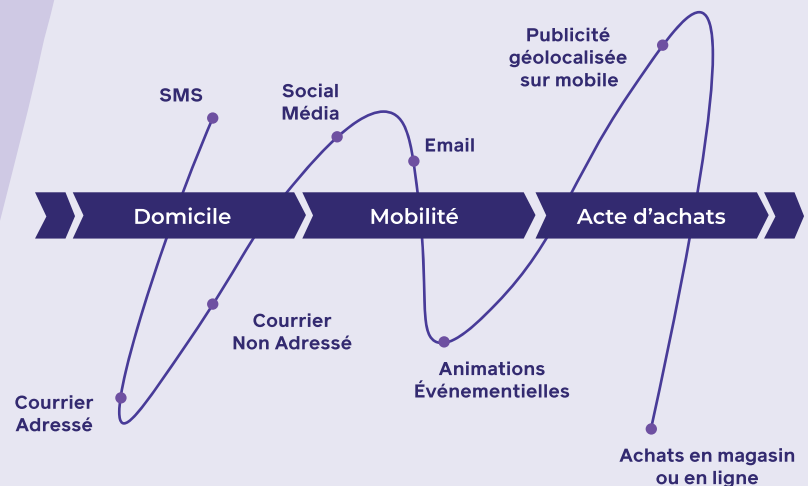 Publicité
géolocalisée
sur mobile
SMS
Social
Média
Email
Domicile
Mobilité
Acte d'achats
Courrier
Non Adressé
Animations
Événementielles
Courrier
Adressé
Achats en magasin
ou en ligne